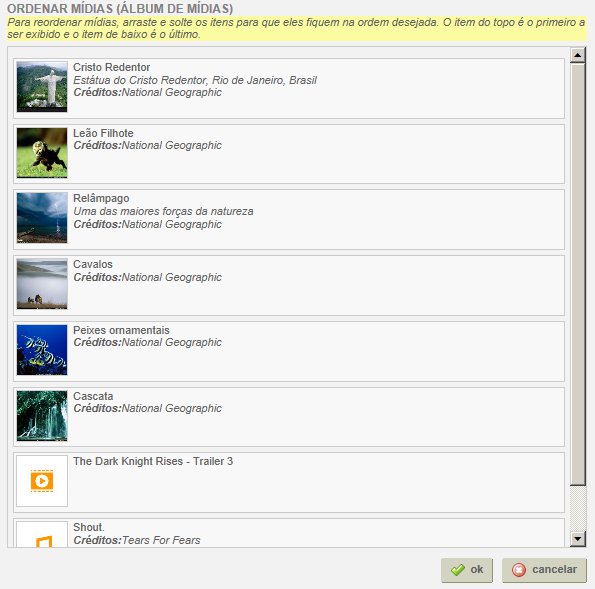 ORDENAR MÍDIAS (ÁLBUM DE MÍDIAS)
Para reordenar mídias, arraste e solte os itens para que eles fiquem na ordem desejada. O item do topo é o primeiro a
ser exibido e o item de baixo é o último.
Cristo Redentor
Estátua do Cristo Redentor, Rio de Janeiro, Brasil
Créditos:National Geographic
Leão Filhote
Créditos:National Geographic
Relâmpago
Uma das maiores forças da natureza
Créditos:National Geographic
Cavalos
Créditos:National Geographic
Peixes ornamentais
Créditos:National Geographic
Cascata
Créditos:National Geographic
The Dark Knight Rises - Trailer 3
Shout.
Créditos:Tears For Fears
ok
cancelar